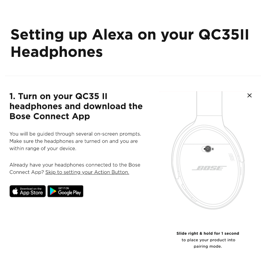 Setting up Alexa on your QC35II
Headphones
1. Turn on your QC35 II
headphones and download the
Bose Connect App
You will be guided through several on-screen prompts.
Make sure the headphones are turned on and you are
within range of your device.
Already have your headphones connected to the Bose
Connect App? Skip to setting your Action Button.
Download on the
App Store
GET IT ON
Google Play
BOSE
Slide right & hold for 1 second
to place your product into
pairing mode.